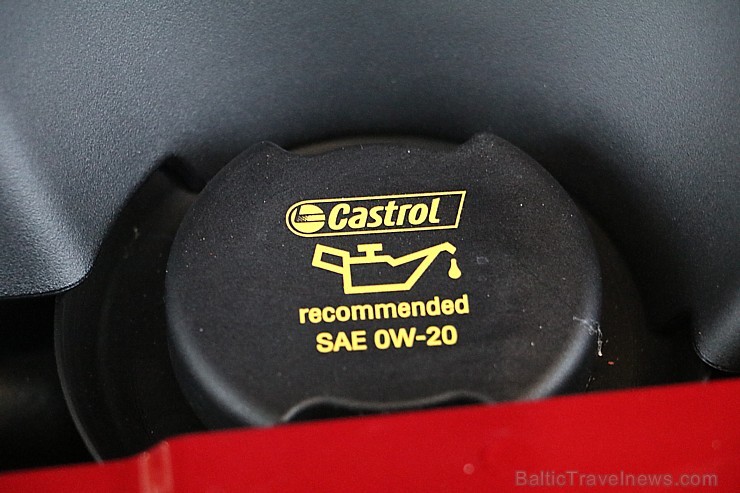 Castrol
recommended
SAE 0W-20
BalticTravelnews.com